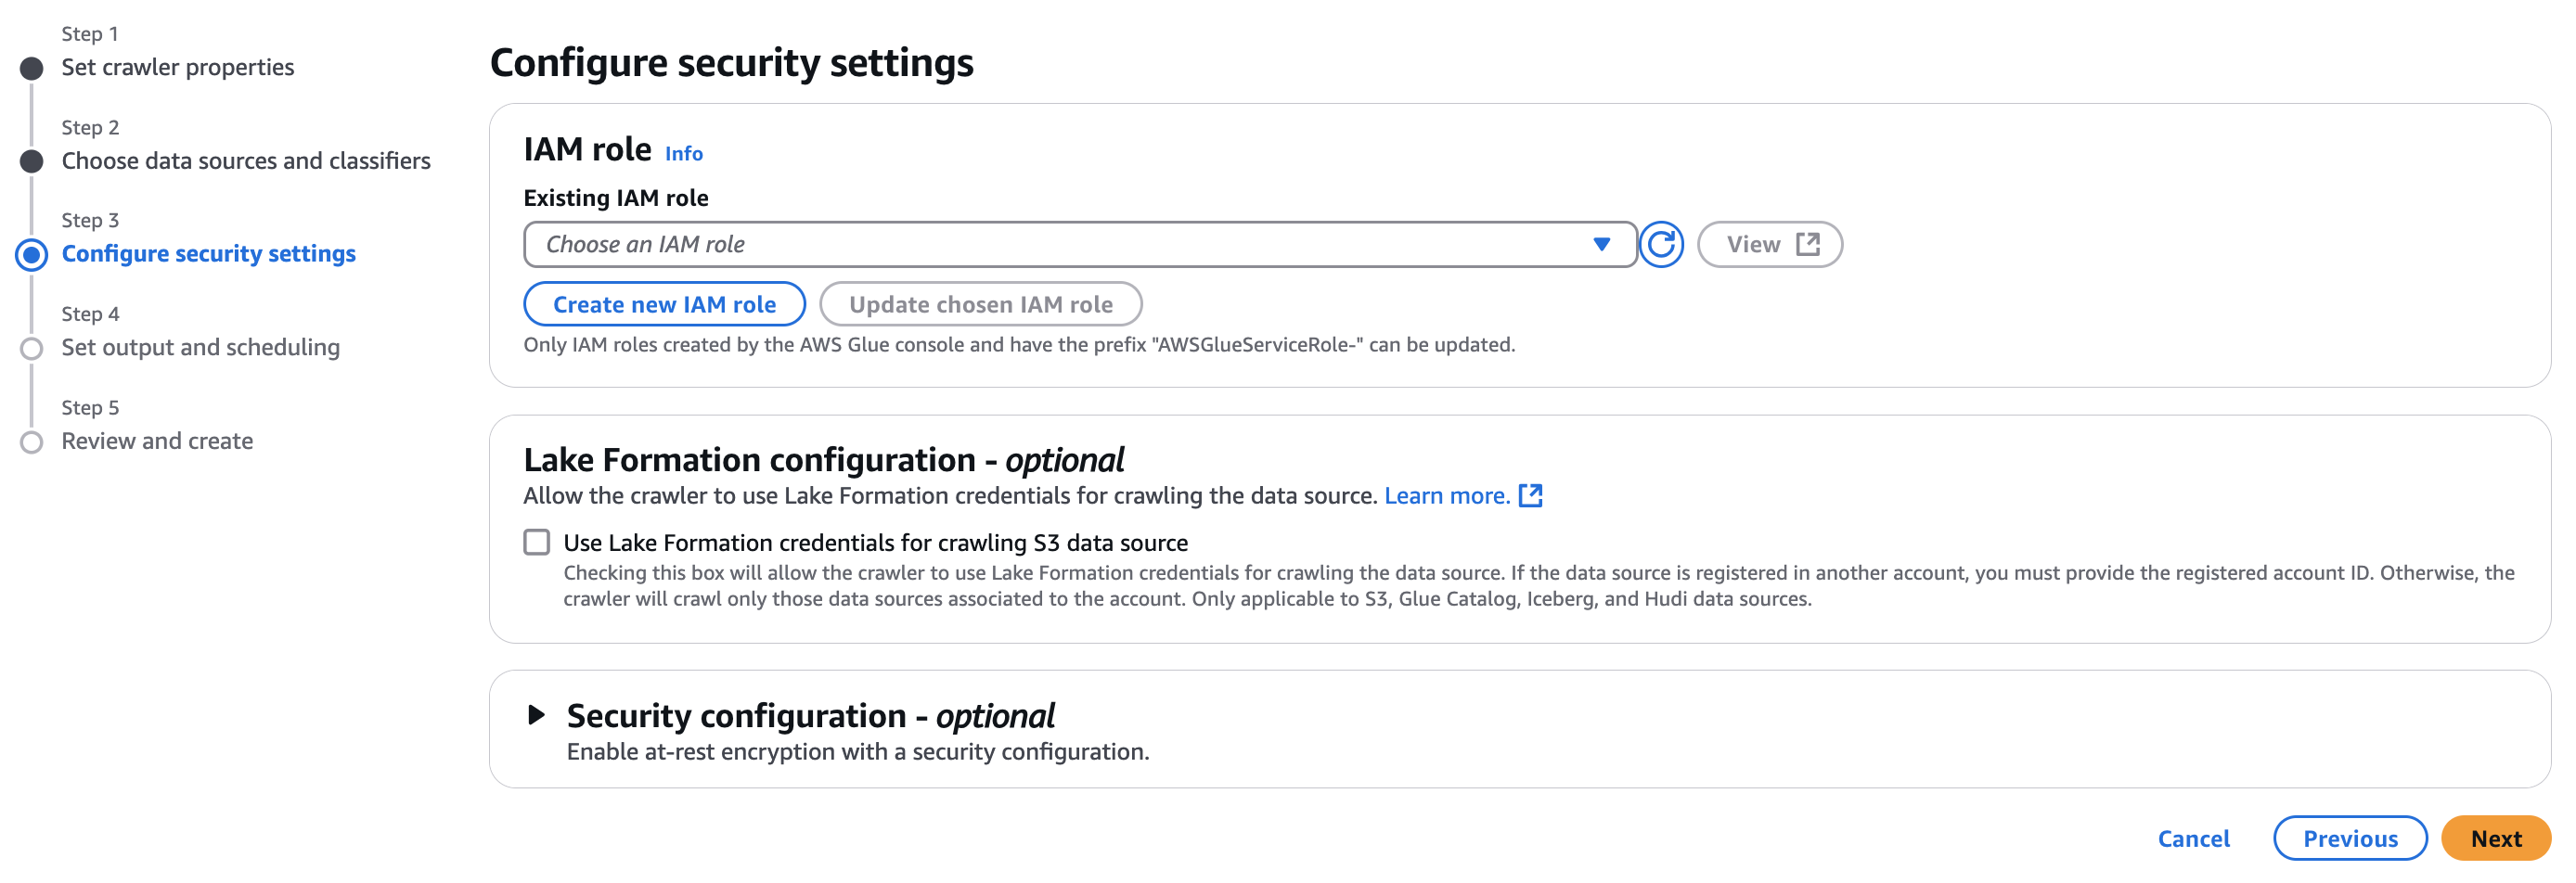 Step 1
Set crawler properties
Step 2
Choose data sources and classifiers
Step 3
Configure security settings
Step 4
Set output and scheduling
Step 5
Review and create
Configure security settings
IAM role Info
Existing IAM role
Choose an IAM role
View
Create new IAM role
Update chosen IAM role
Only IAM roles created by the AWS Glue console and have the prefix "AWSGlueServiceRole-" can be updated.
Lake Formation configuration - optional
Allow the crawler to use Lake Formation credentials for crawling the data source. Learn more.
Use Lake Formation credentials for crawling S3 data source
Checking this box will allow the crawler to use Lake Formation credentials for crawling the data source. If the data source is registered in another account, you must provide the registered account ID. Otherwise, the
crawler will crawl only those data sources associated to the account. Only applicable to S3, Glue Catalog, Iceberg, and Hudi data sources.
Security configuration - optional
Enable at-rest encryption with a security configuration.
Cancel
Previous
Next